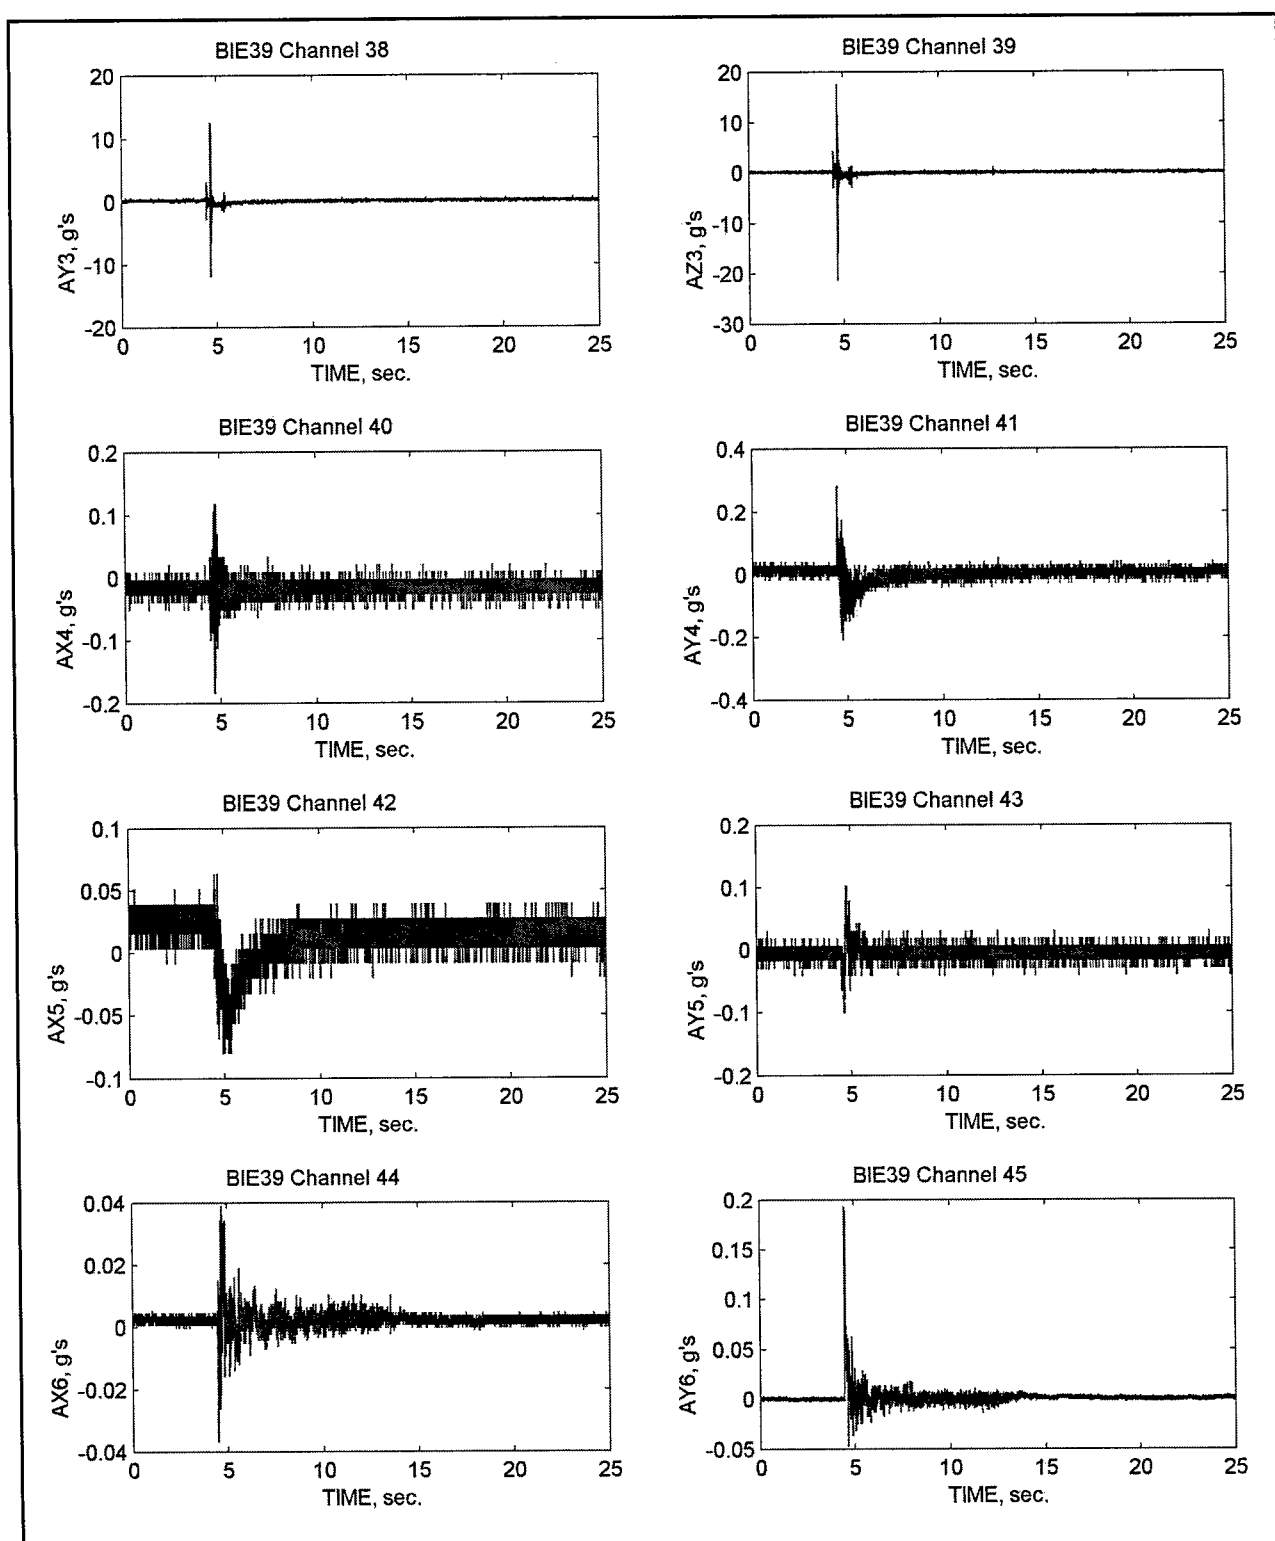 BIE39 Channel 38
20
10
0
-10
-20
AY3, g's
0 5 10 15 20 25
TIME, sec.
BIE39 Channel 39
20
10
0
-10
-20
-30
AZ3, g's
0 5 10 15 20 25
TIME, sec.
BIE39 Channel 40
0.2
0.1
0
-0.1
-0.2
AX4, g's
0 5 10 15 20 25
TIME, sec.
BIE39 Channel 41
0.4
0.2
0
-0.2
-0.4
AY4, g's
0 5 10 15 20 25
TIME, sec.
BIE39 Channel 42
0.1
0.05
0
-0.05
-0.1
AX5, g's
0 5 10 15 20 25
TIME, sec.
BIE39 Channel 43
0.2
0.1
0
-0.1
-0.2
AY5, g's
0 5 10 15 20 25
TIME, sec.
BIE39 Channel 44
0.04
0.02
0
-0.02
-0.04
AX6, g's
0 5 10 15 20 25
TIME, sec.
BIE39 Channel 45
0.2
0.15
0.1
0.05
0
-0.05
AY6, g's
0 5 10 15 20 25
TIME, sec.